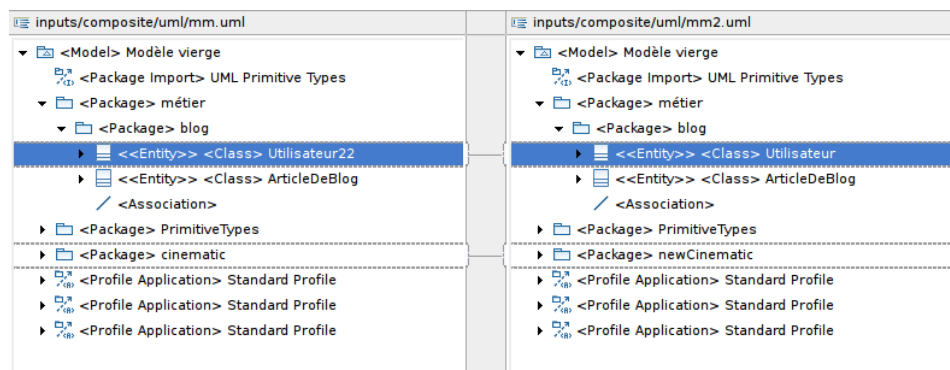 inputs/composite/uml/mm.uml
<Model> Modèle vierge
<Package Import> UML Primitive Types
<Package> métier
<Package> blog
<<Entity>> <Class> Utilisateur22
<<Entity>> <Class> ArticleDeBlog
<Association>
<Package> PrimitiveTypes
<Package> cinematic
<Profile Application> Standard Profile
<Profile Application> Standard Profile
<Profile Application> Standard Profile
inputs/composite/uml/mm2.uml
<Model> Modèle vierge
<Package Import> UML Primitive Types
<Package> métier
<Package> blog
<<Entity>> <Class> Utilisateur
<<Entity>> <Class> ArticleDeBlog
<Association>
<Package> PrimitiveTypes
<Package> newCinematic
<Profile Application> Standard Profile
<Profile Application> Standard Profile
<Profile Application> Standard Profile